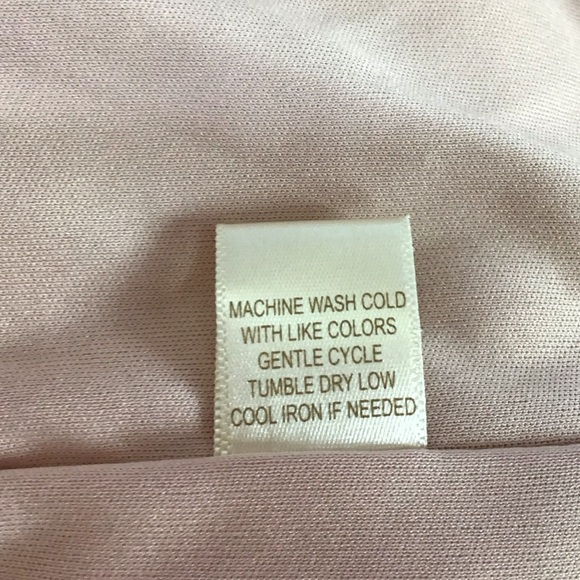 MACHINE WASH COLD
WITH LIKE COLORS
GENTLE CYCLE
TUMBLE DRY LOW
COOL IRON IF NEEDED